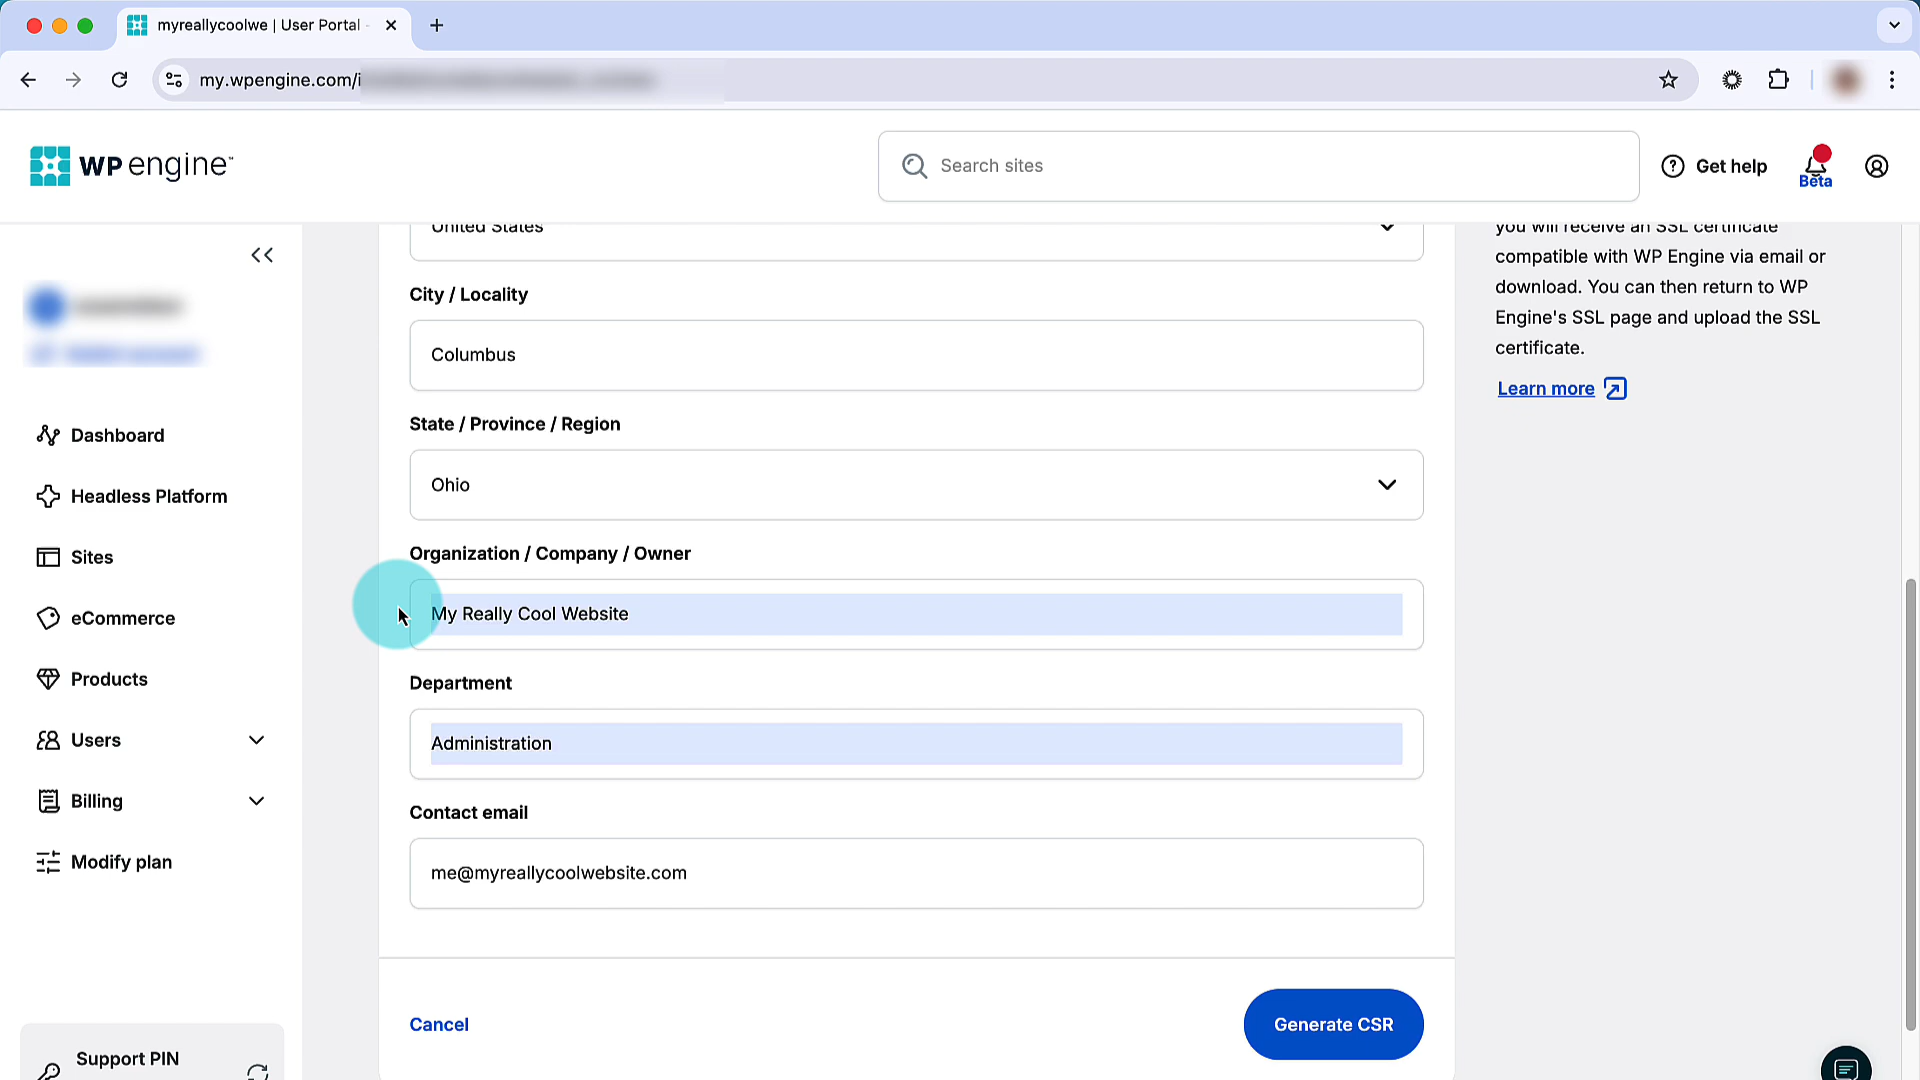 myreallycoolwe | User Portal -
my.wpengine.com/i
WP engine™
Search sites
Get help
Beta
Dashboard
Headless Platform
Sites
eCommerce
Products
Users
Billing
Modify plan
Support PIN
United States
City / Locality
Columbus
State / Province / Region
Ohio
Organization / Company / Owner
My Really Cool Website
Department
Administration
Contact email
me@myreallycoolwebsite.com
Cancel
Generate CSR
you will receive an SSL certificate
compatible with WP Engine via email or
download. You can then return to WP
Engine's SSL page and upload the SSL
certificate.
Learn more